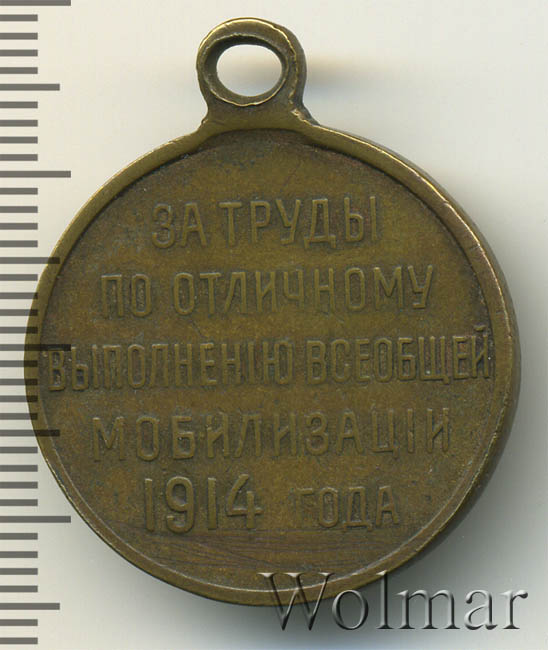 ЗА ТРУДЫ
ПО ОТЛИЧНОМУ
ВЫПОЛНЕНІЮ ВСЕОБЩЕЙ
МОБИЛИЗАЦІИ
1914 ГОДА
Wolmar